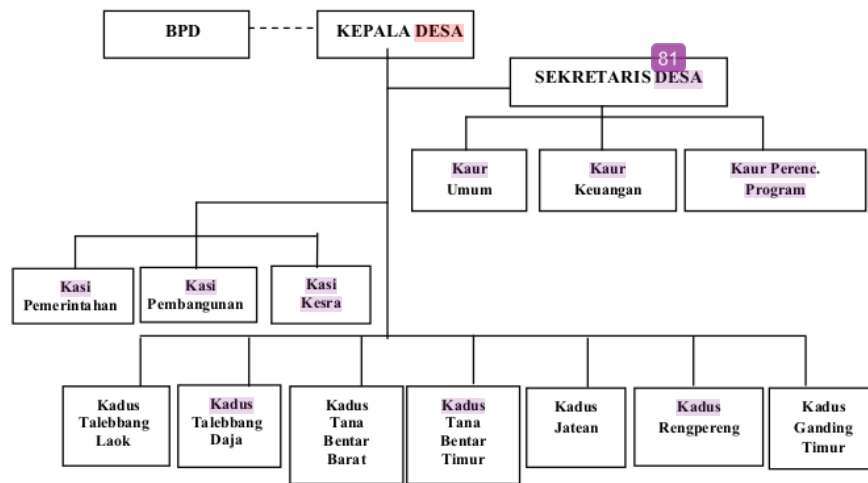 BPD
KEPALA DESA
81
SEKRETARIS DESA
Kaur
Umum
Kaur
Keuangan
Kaur Perenc.
Program
Kasi
Pemerintahan
Kasi
Pembangunan
Kasi
Kesra
Kadus
Talebbang
Laok
Kadus
Talebbang
Daja
Kadus
Tana
Bentar
Barat
Kadus
Tana
Bentar
Timur
Kadus
Jatean
Kadus
Rengpereng
Kadus
Ganding
Timur